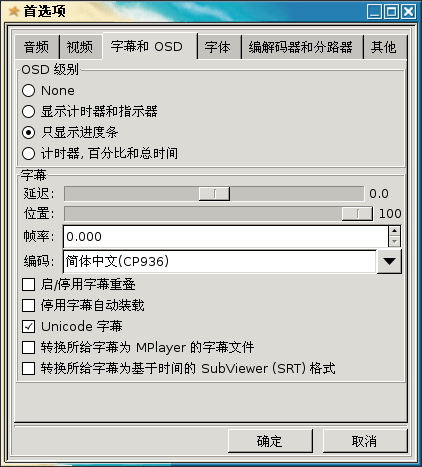 首选项
音频 视频 字幕和 OSD 字体 编解码器和分路器 其他
OSD 级别
None
显示计时器和指示器
只显示进度条
计时器, 百分比和总时间
字幕
延迟: 0.0
位置: 100
帧率: 0.000
编码: 简体中文(CP936)
启/停用字幕重叠
停用字幕自动装载
Unicode 字幕
转换所给字幕为 MPlayer 的字幕文件
转换所给字幕为基于时间的 SubViewer (SRT) 格式
确定 取消